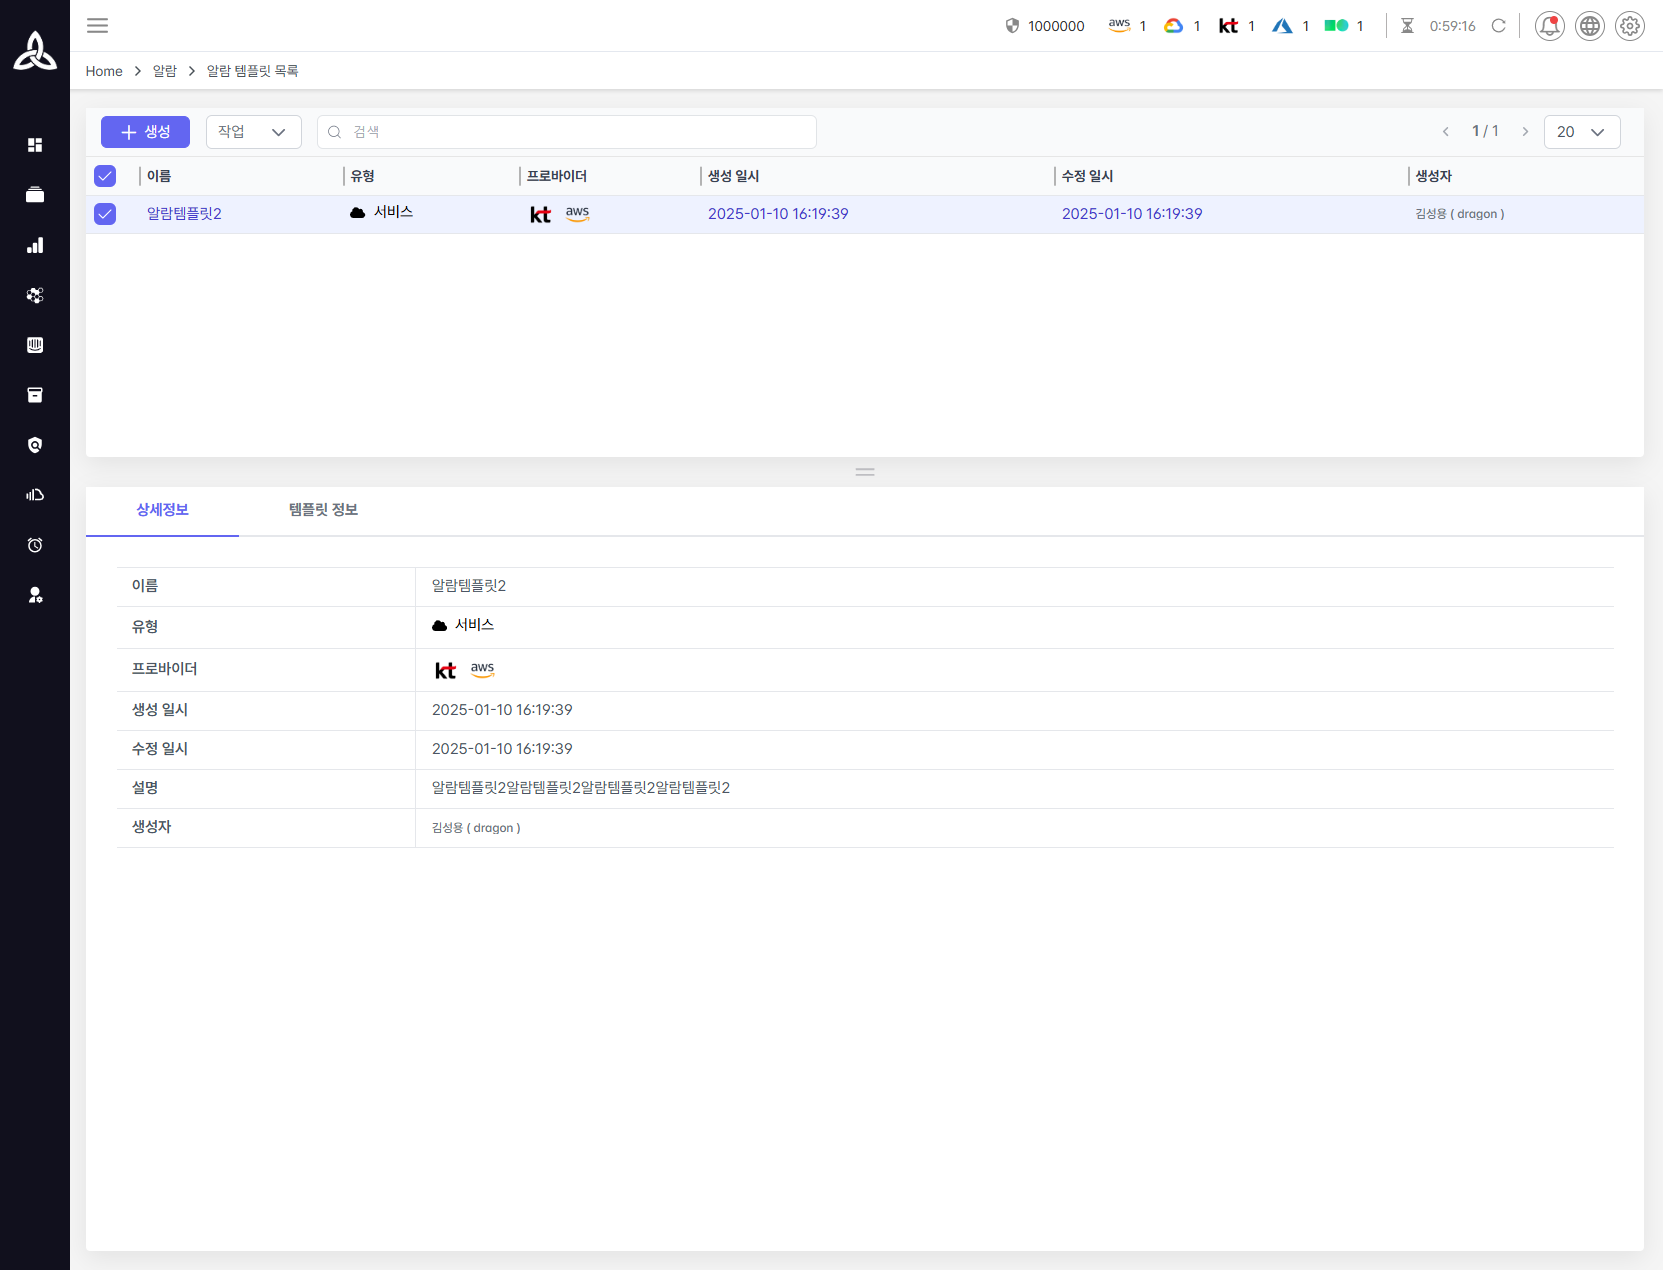 1000000 aws 1 1 kt 1 1 1 0:59:16
Home > 알람 > 알람 템플릿 목록
생성 작업 검색 1 / 1 20
이름 유형 프로바이더 생성 일시 수정 일시 생성자
알람템플릿2 서비스 kt aws 2025-01-10 16:19:39 2025-01-10 16:19:39 김성용 ( dragon )
상세정보 템플릿 정보
이름 알람템플릿2
유형 서비스
프로바이더 kt aws
생성 일시 2025-01-10 16:19:39
수정 일시 2025-01-10 16:19:39
설명 알람템플릿2알람템플릿2알람템플릿2알람템플릿2
생성자 김성용 ( dragon )